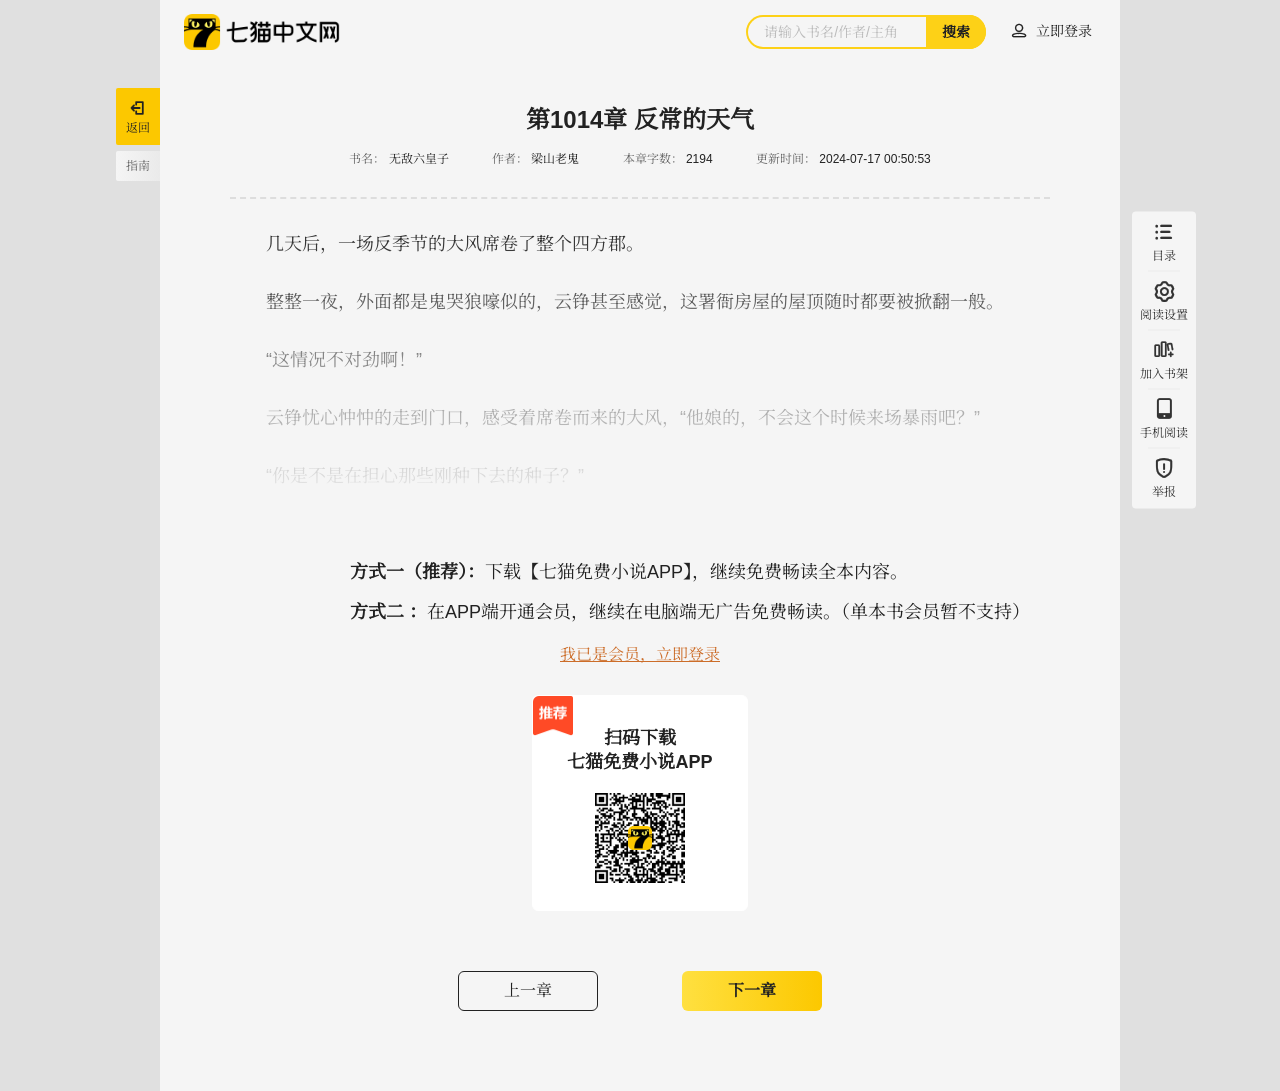 七猫中文网
请输入书名/作者/主角
搜索
立即登录
返回
指南
第1014章 反常的天气
书名： 无敌六皇子 作者： 梁山老鬼 本章字数： 2194 更新时间： 2024-07-17 00:50:53
几天后，一场反季节的大风席卷了整个四方郡。
整整一夜，外面都是鬼哭狼嚎似的，云铮甚至感觉，这署衙房屋的屋顶随时都要被掀翻一般。
“这情况不对劲啊！”
云铮忧心忡忡的走到门口，感受着席卷而来的大风，“他娘的，不会这个时候来场暴雨吧？”
“你是不是在担心那些刚种下去的种子？”
目录
阅读设置
加入书架
手机阅读
举报
方式一（推荐）：下载【七猫免费小说APP】，继续免费畅读全本内容。
方式二 ：在APP端开通会员，继续在电脑端无广告免费畅读。（单本书会员暂不支持）
我已是会员，立即登录
推荐
扫码下载
七猫免费小说APP
上一章
下一章